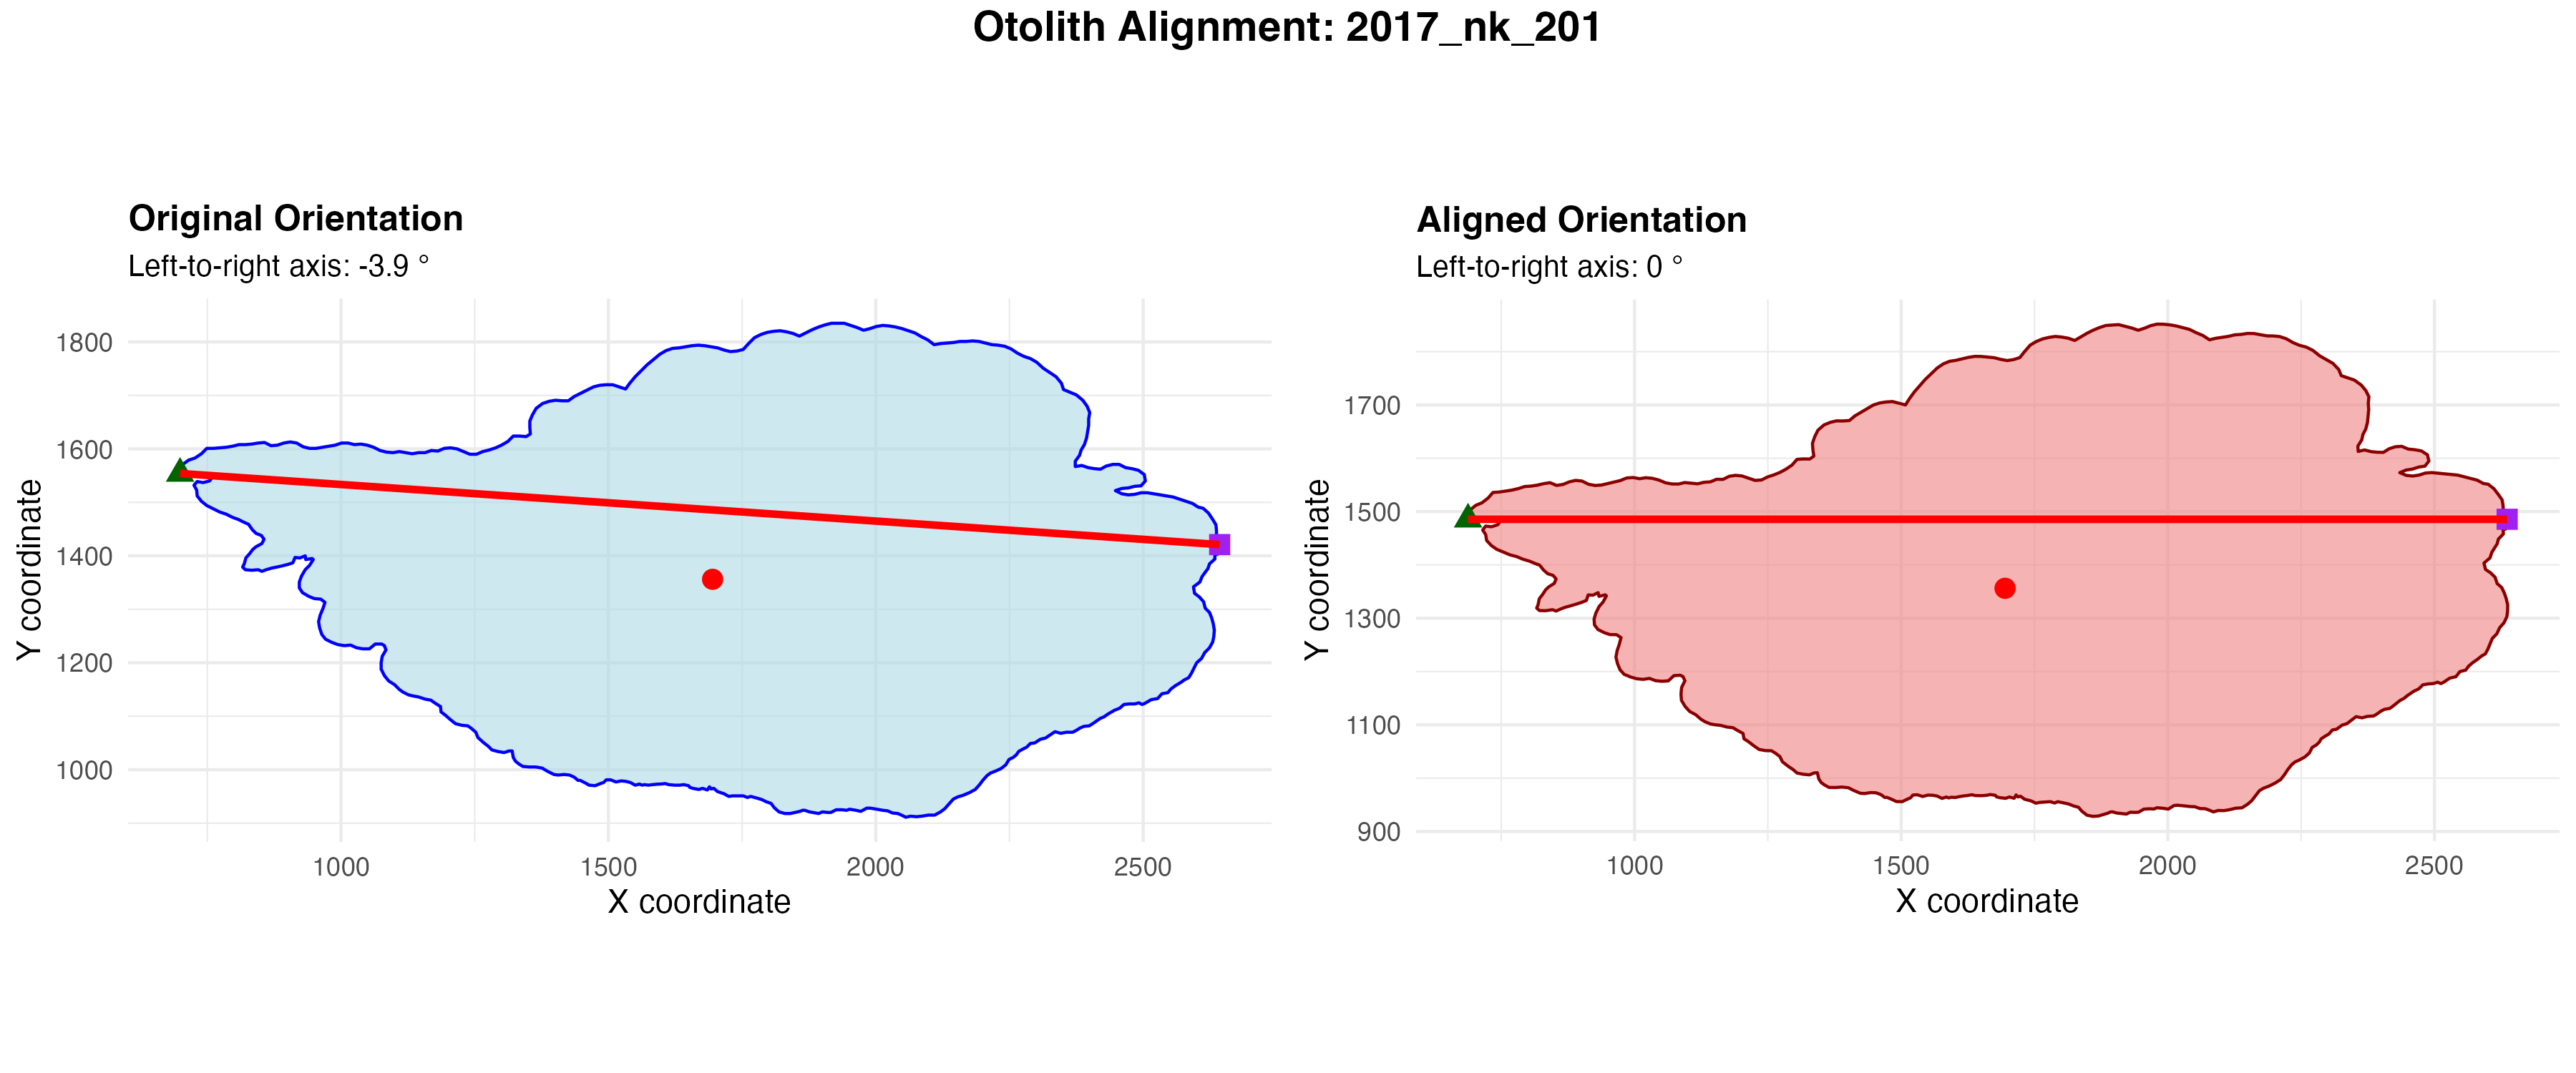 Otolith Alignment: 2017_nk_201
Original Orientation
Left-to-right axis: -3.9 °
1800
1600
1400
1200
1000
Y coordinate
1000 1500 2000 2500
X coordinate
Aligned Orientation
Left-to-right axis: 0 °
1700
1500
1300
1100
900
Y coordinate
1000 1500 2000 2500
X coordinate